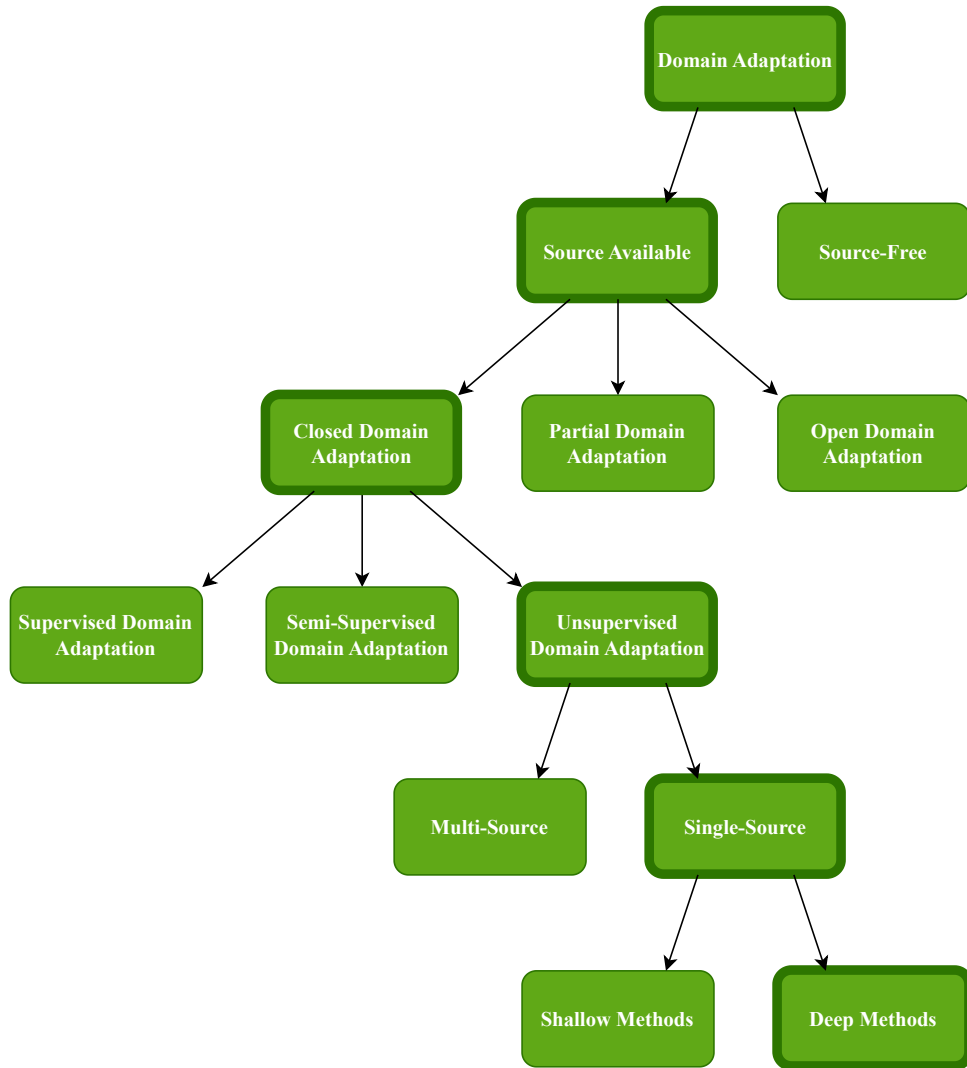 Domain Adaptation
Source Available
Source-Free
Closed Domain
Adaptation
Partial Domain
Adaptation
Open Domain
Adaptation
Supervised Domain
Adaptation
Semi-Supervised
Domain Adaptation
Unsupervised
Domain Adaptation
Multi-Source
Single-Source
Shallow Methods
Deep Methods